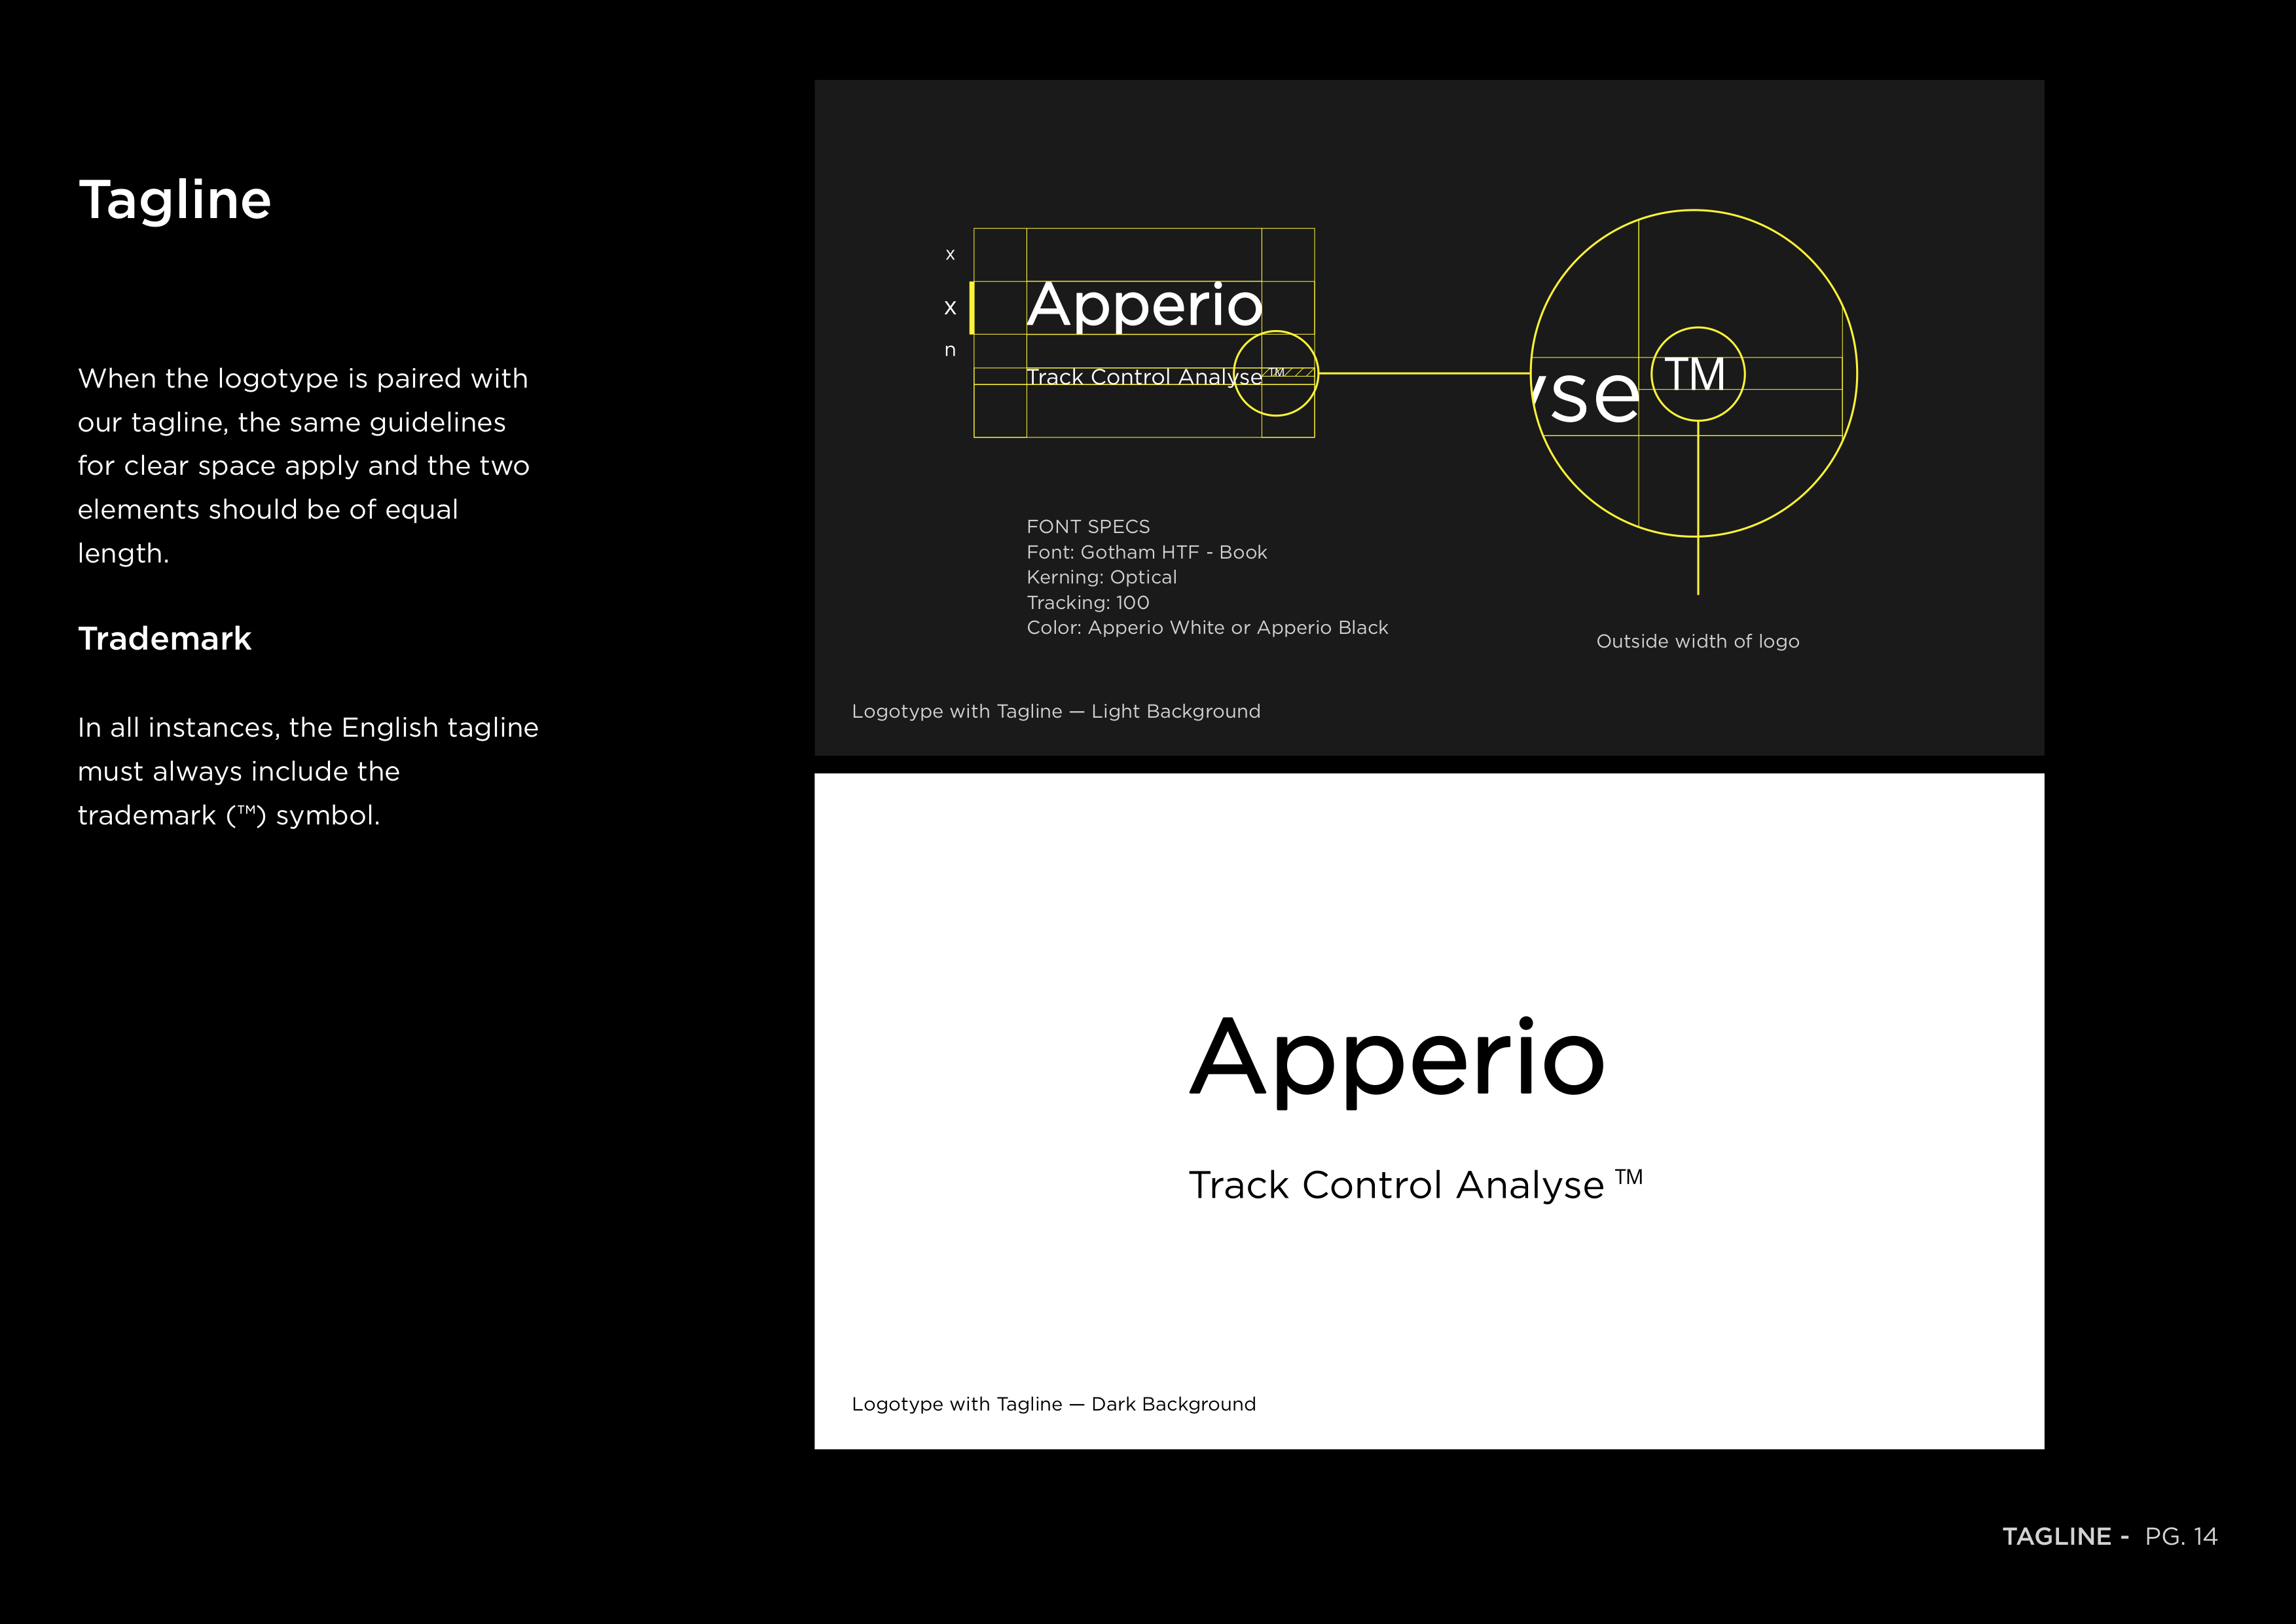 Tagline
When the logotype is paired with
our tagline, the same guidelines
for clear space apply and the two
elements should be of equal
length.
Trademark
In all instances, the English tagline
must always include the
trademark (™) symbol.
x
X
n
Apperio
Track Control Analyse ™
yse ™
FONT SPECS
Font: Gotham HTF - Book
Kerning: Optical
Tracking: 100
Color: Apperio White or Apperio Black
Outside width of logo
Logotype with Tagline — Light Background
Apperio
Track Control Analyse ™
Logotype with Tagline — Dark Background
TAGLINE - PG. 14